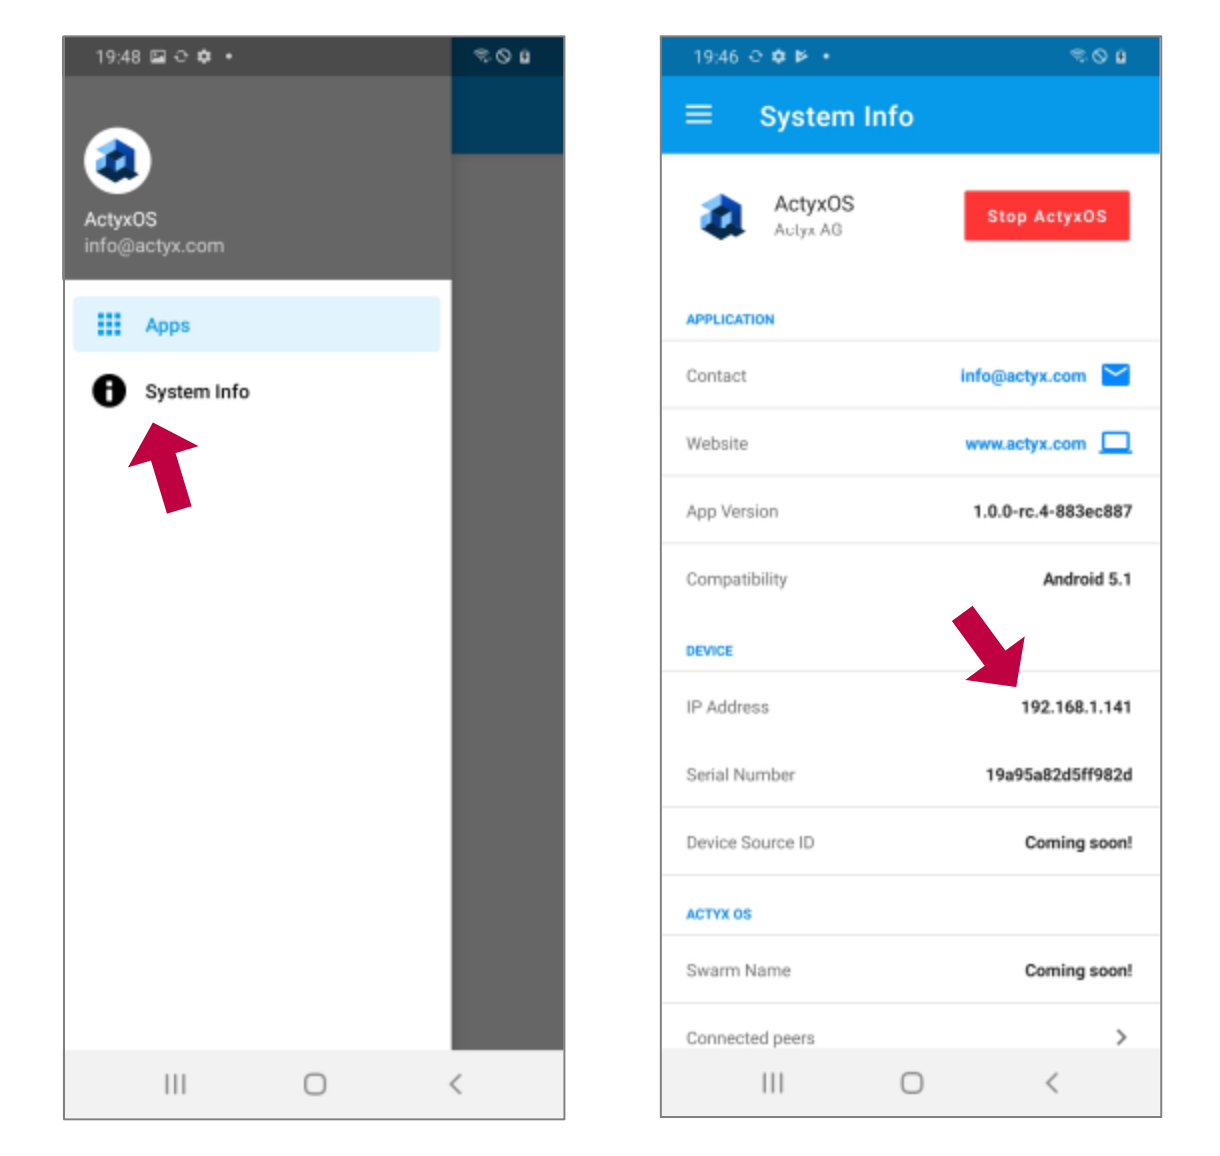 19:48
ActyxOS
info@actyx.com
Apps
System Info
19:46
System Info
ActyxOS
Actyx AG
Stop ActyxOS
APPLICATION
Contact
info@actyx.com
Website
www.actyx.com
App Version
1.0.0-rc.4-883ec887
Compatibility
Android 5.1
DEVICE
IP Address
192.168.1.141
Serial Number
19a95a82d5ff982d
Device Source ID
Coming soon!
ACTYX OS
Swarm Name
Coming soon!
Connected peers